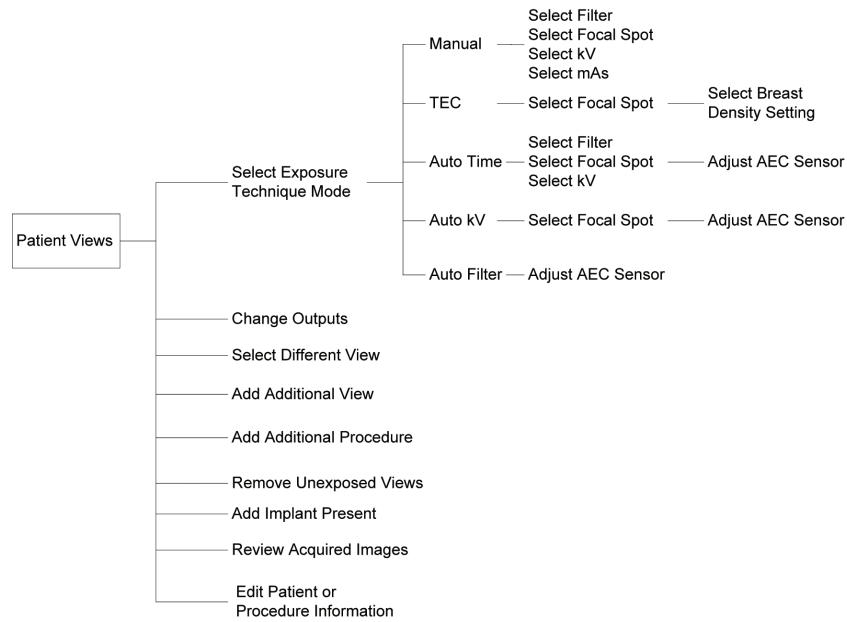 Patient Views
Select Exposure
Technique Mode
Manual
Select Filter
Select Focal Spot
Select kV
Select mAs
TEC
Select Focal Spot
Select Breast
Density Setting
Auto Time
Select Filter
Select Focal Spot
Select kV
Adjust AEC Sensor
Auto kV
Select Focal Spot
Adjust AEC Sensor
Auto Filter
Adjust AEC Sensor
Change Outputs
Select Different View
Add Additional View
Add Additional Procedure
Remove Unexposed Views
Add Implant Present
Review Acquired Images
Edit Patient or
Procedure Information